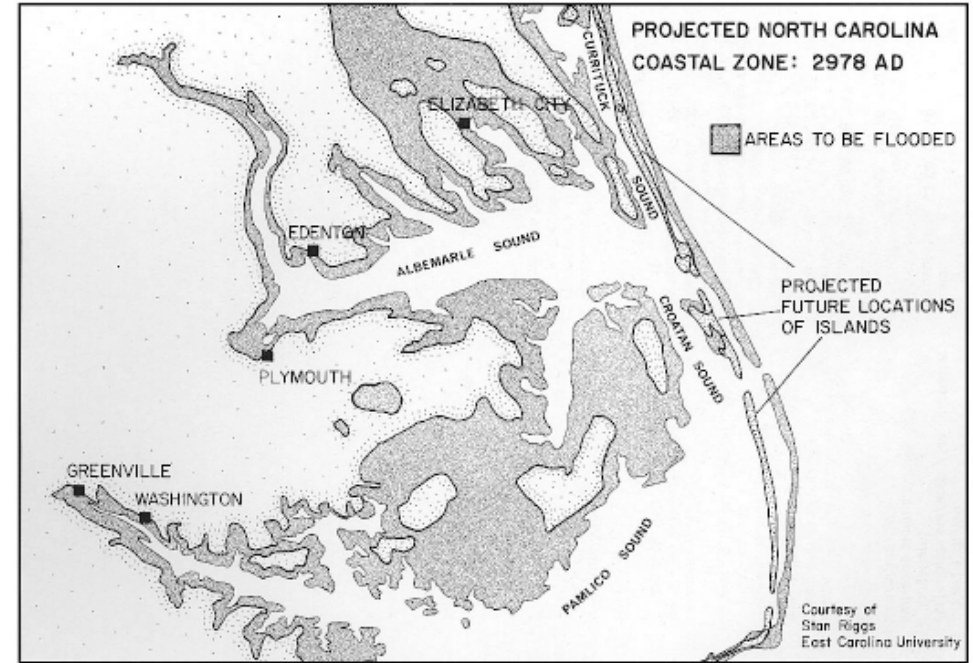 PROJECTED NORTH CAROLINA
COASTAL ZONE: 2978 AD
CURRITUCK
SOUND
ELIZABETH CITY
AREAS TO BE FLOODED
EDENTON
ALBEMARLE SOUND
PROJECTED
FUTURE LOCATIONS
OF ISLANDS
CROATAN SOUND
PLYMOUTH
GREENVILLE
WASHINGTON
PAMLICO SOUND
Courtesy of
Stan Riggs
East Carolina University